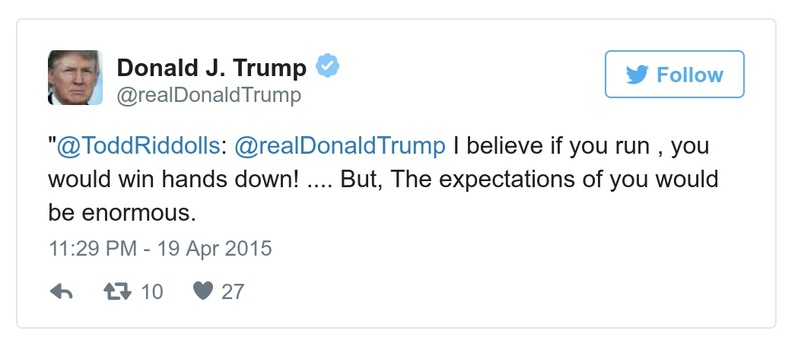 Donald J. Trump
@realDonaldTrump
Follow
"@ToddRiddolls: @realDonaldTrump I believe if you run , you
would win hands down! .... But, The expectations of you would
be enormous.
11:29 PM - 19 Apr 2015
10 27